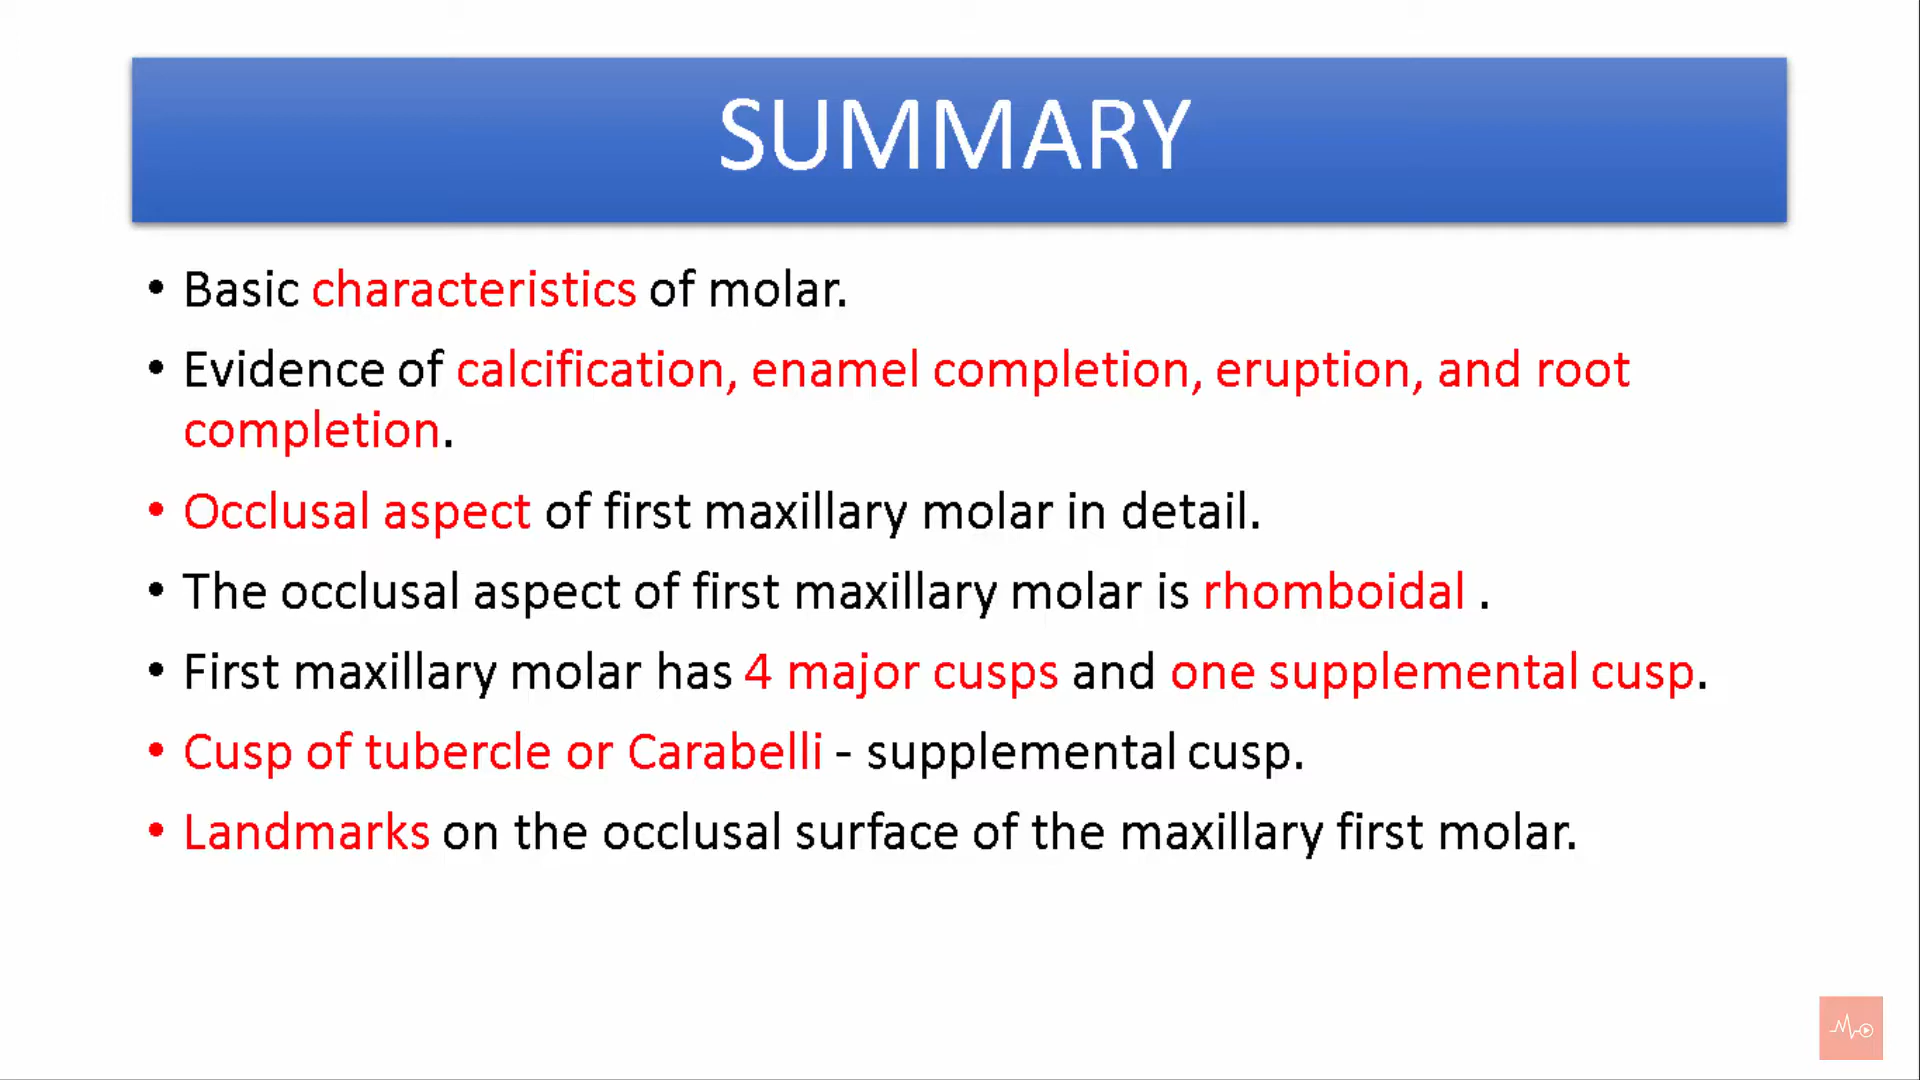 SUMMARY
• Basic characteristics of molar.
• Evidence of calcification, enamel completion, eruption, and root
completion.
• Occlusal aspect of first maxillary molar in detail.
• The occlusal aspect of first maxillary molar is rhomboidal .
• First maxillary molar has 4 major cusps and one supplemental cusp.
• Cusp of tubercle or Carabelli - supplemental cusp.
• Landmarks on the occlusal surface of the maxillary first molar.